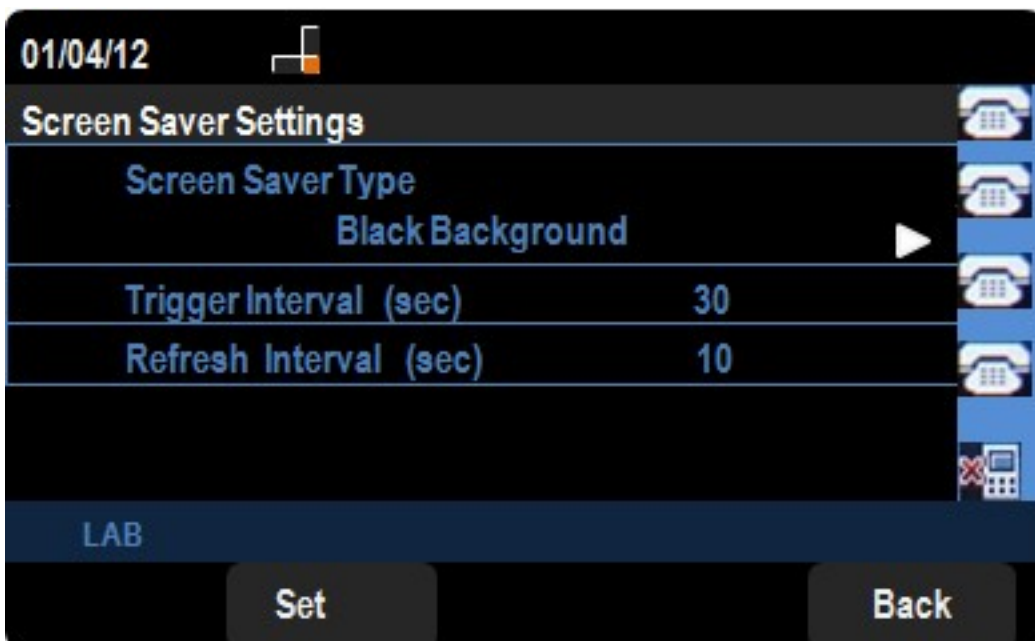 01/04/12
Screen Saver Settings
Screen Saver Type
Black Background
Trigger Interval (sec) 30
Refresh Interval (sec) 10
LAB
Set Back